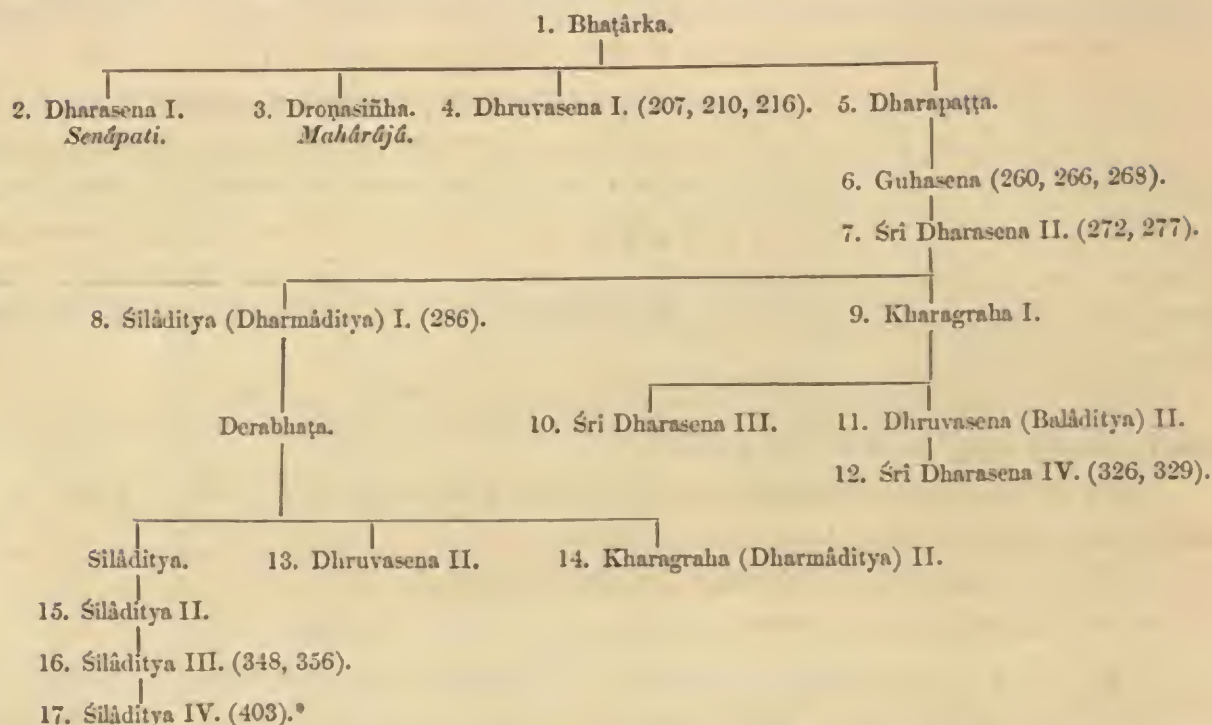 1. Bhaṭârka.
2. Dharasena I. 3. Droṇasiñha. 4. Dhruvasena I. (207, 210, 216). 5. Dharapaṭṭa.
Senâpati. Mahârâjâ.
6. Guhasena (260, 266, 268).
7. Śrî Dharasena II. (272, 277).
8. Śilâditya (Dharmâditya) I. (286). 9. Kharagraha I.
Derabhaṭa. 10. Śri Dharasena III. 11. Dhruvasena (Balâditya) II.
12. Śrî Dharasena IV. (326, 329).
Silâditya. 13. Dhruvasena II. 14. Kharagraha (Dharmâditya) II.
15. Śilâditya II.
16. Śilâditya III. (348, 356).
17. Śilâditya IV. (403).*